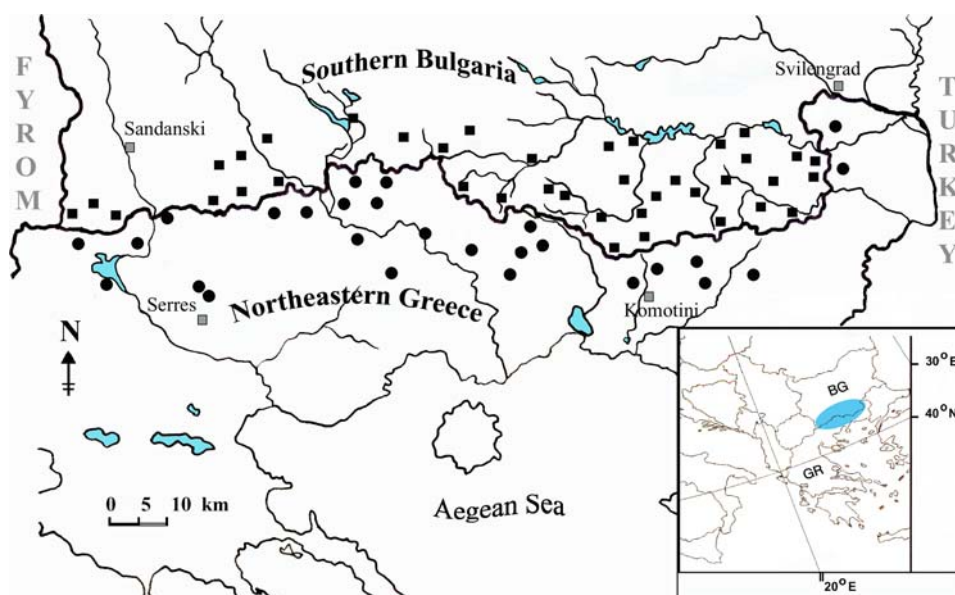 FYROM
Southern Bulgaria
Svilengrad
TURKEY
Sandanski
Serres
Northeastern Greece
Komotini
N
0 5 10 km
Aegean Sea
BG
GR
30°E
40°N
20°E